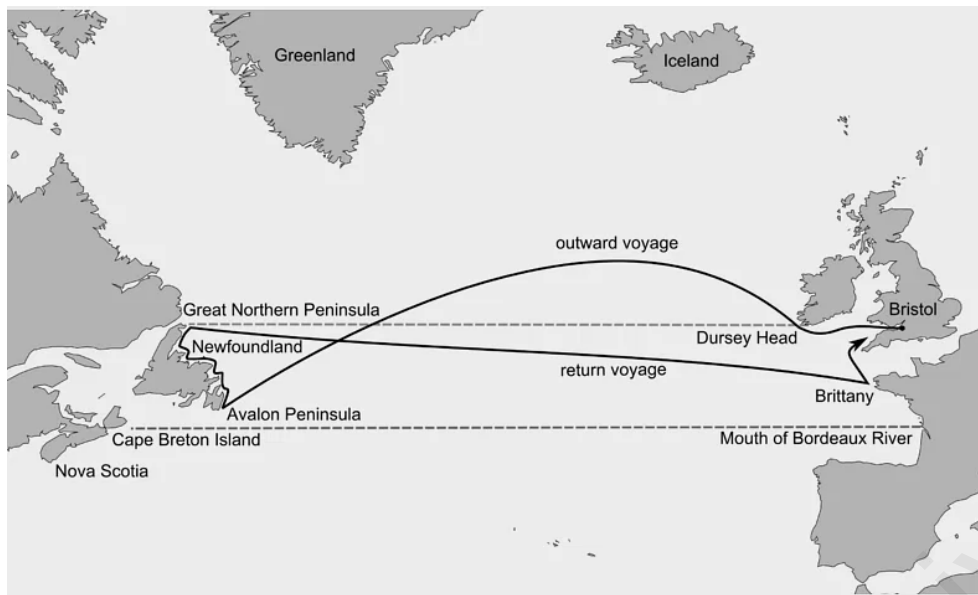 Greenland
Iceland
outward voyage
Great Northern Peninsula
Bristol
Dursey Head
Newfoundland
return voyage
Brittany
Avalon Peninsula
Cape Breton Island
Mouth of Bordeaux River
Nova Scotia